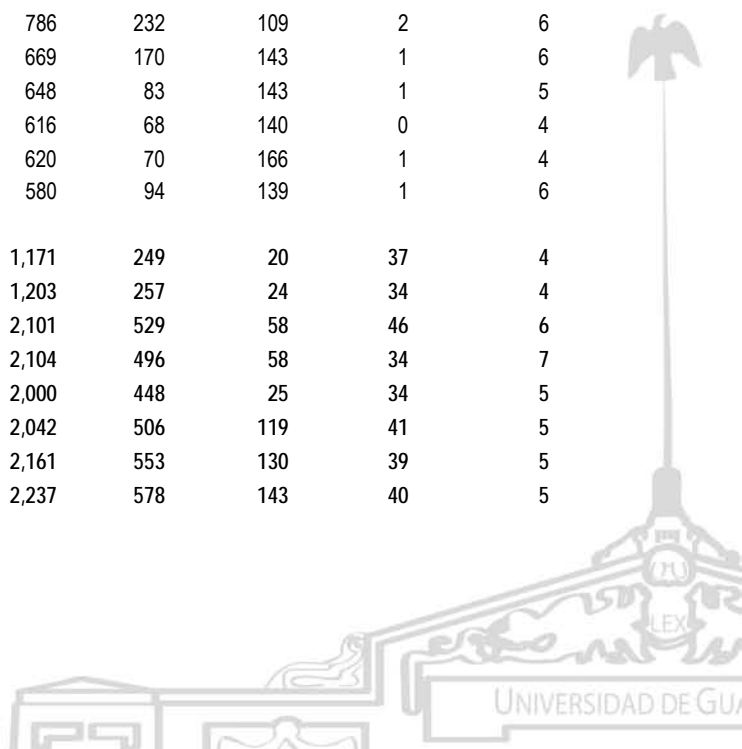 786 232 109 2 6
669 170 143 1 6
648 83 143 1 5
616 68 140 0 4
620 70 166 1 4
580 94 139 1 6
1,171 249 20 37 4
1,203 257 24 34 4
2,101 529 58 46 6
2,104 496 58 34 7
2,000 448 25 34 5
2,042 506 119 41 5
2,161 553 130 39 5
2,237 578 143 40 5
LEX
UNIVERSIDAD DE GUA